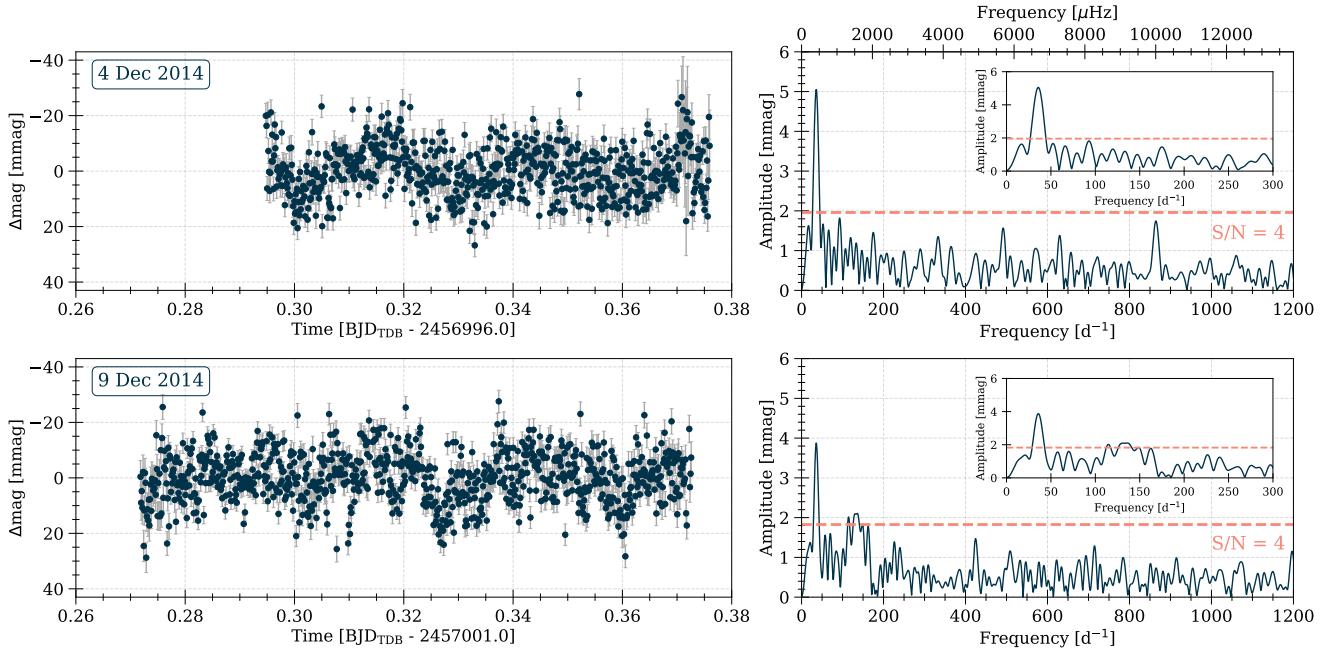 Frequency [μHz]
0 2000 4000 6000 8000 10000 12000
4 Dec 2014
−40
−20
0
20
40
Δmag [mmag]
0.26 0.28 0.30 0.32 0.34 0.36 0.38
Time [BJD_TDB - 2456996.0]
6
5
4
3
2
1
0
Amplitude [mmag]
6
4
2
0
Amplitude [mmag]
0 50 100 150 200 250 300
Frequency [d⁻¹]
S/N = 4
0 200 400 600 800 1000 1200
Frequency [d⁻¹]
9 Dec 2014
−40
−20
0
20
40
Δmag [mmag]
0.26 0.28 0.30 0.32 0.34 0.36 0.38
Time [BJD_TDB - 2457001.0]
6
5
4
3
2
1
0
Amplitude [mmag]
6
4
2
0
Amplitude [mmag]
0 50 100 150 200 250 300
Frequency [d⁻¹]
S/N = 4
0 200 400 600 800 1000 1200
Frequency [d⁻¹]